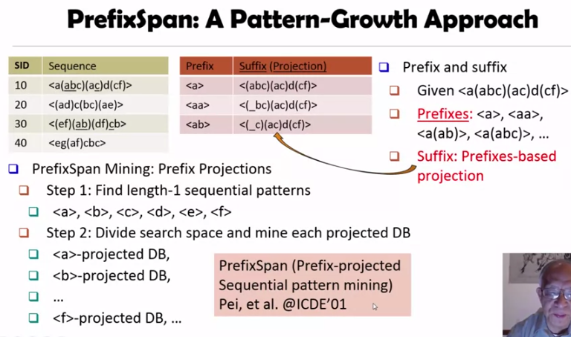 PrefixSpan: A Pattern-Growth Approach
SID Sequence
10 <a(abc)(ac)d(cf)>
20 <(ad)c(bc)(ae)>
30 <(ef)(ab)(df)cb>
40 <eg(af)cbc>
Prefix Suffix (Projection)
<a> <(abc)(ac)d(cf)>
<aa> <(_bc)(ac)d(cf)>
<ab> <(_c)(ac)d(cf)>
Prefix and suffix
Given <a(abc)(ac)d(cf)>
Prefixes: <a>, <aa>,
<a(ab)>, <a(abc)>, ...
Suffix: Prefixes-based
projection
PrefixSpan Mining: Prefix Projections
Step 1: Find length-1 sequential patterns
<a>, <b>, <c>, <d>, <e>, <f>
Step 2: Divide search space and mine each projected DB
<a>-projected DB,
<b>-projected DB,
...
<f>-projected DB, ...
PrefixSpan (Prefix-projected
Sequential pattern mining)
Pei, et al. @ICDE'01